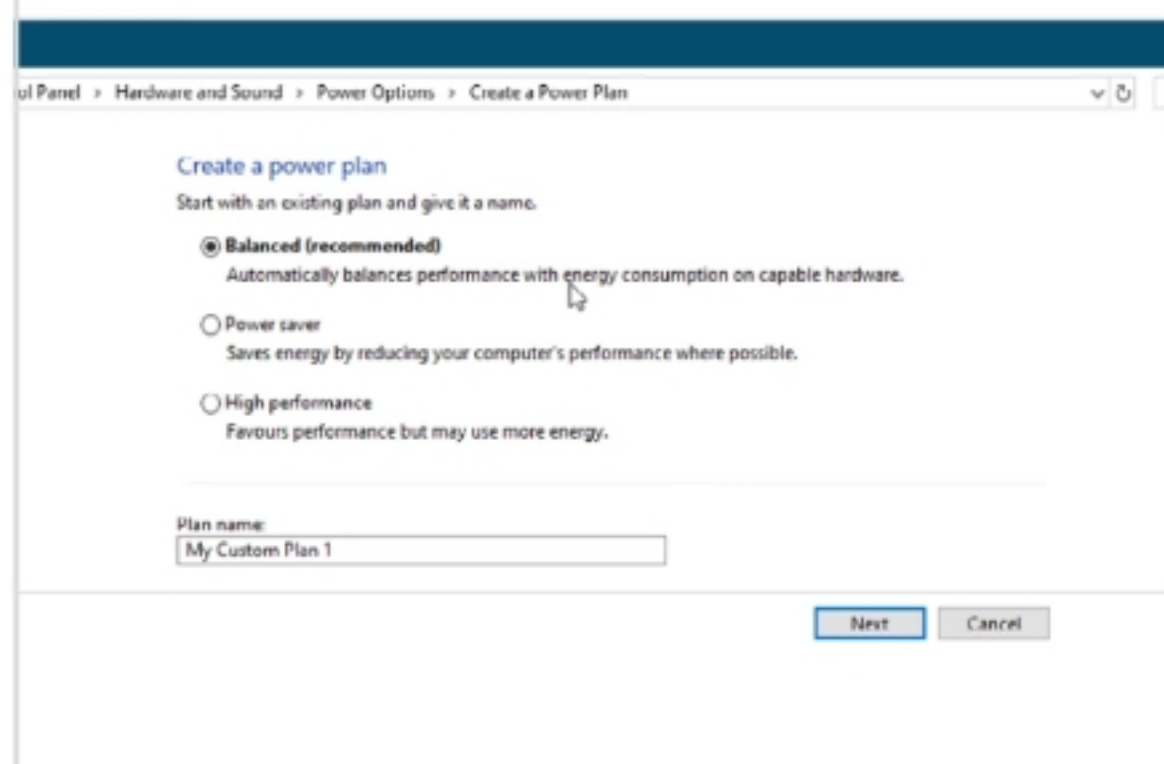 ol Panel > Hardware and Sound > Power Options > Create a Power Plan
Create a power plan
Start with an existing plan and give it a name.
Balanced (recommended)
Automatically balances performance with energy consumption on capable hardware.
Power saver
Saves energy by reducing your computer's performance where possible.
High performance
Favours performance but may use more energy.
Plan name:
My Custom Plan 1
Next Cancel